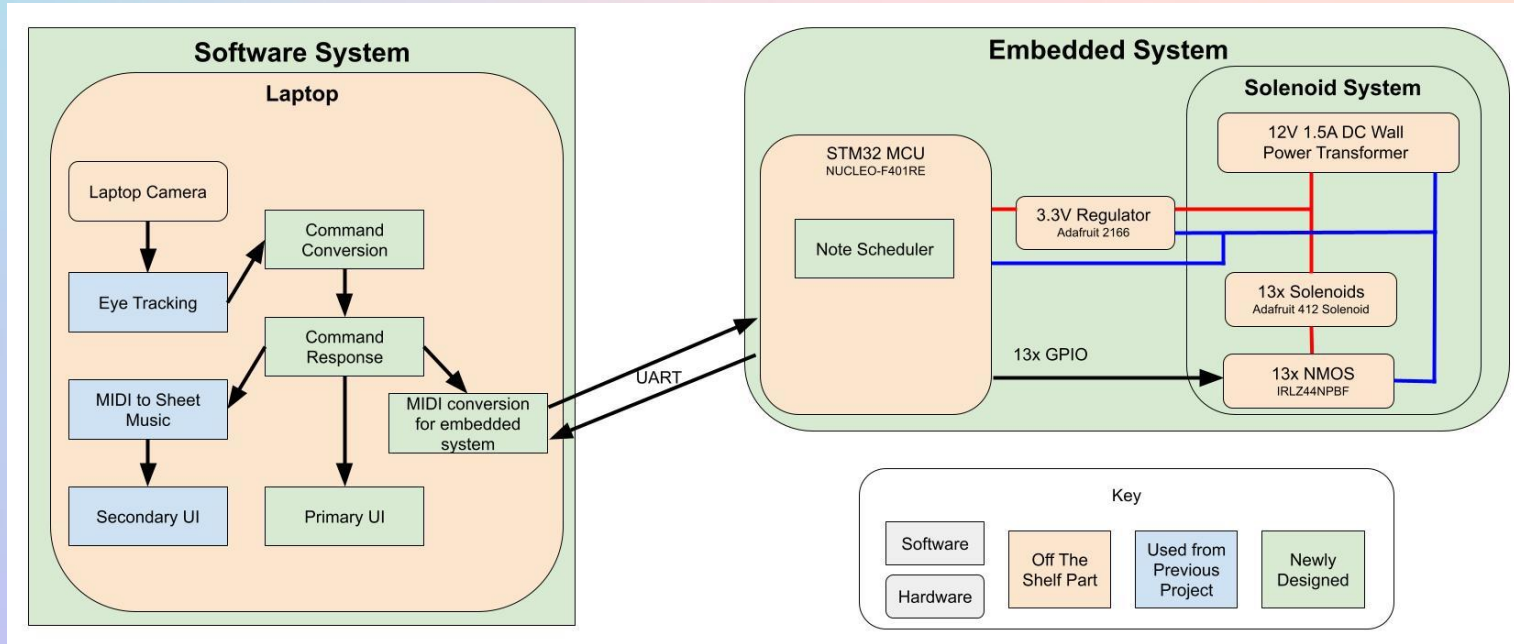 Software System
Laptop
Laptop Camera
Eye Tracking
Command
Conversion
Command
Response
MIDI to Sheet
Music
MIDI conversion
for embedded
system
Secondary UI
Primary UI
UART
Embedded System
Solenoid System
12V 1.5A DC Wall
Power Transformer
STM32 MCU
NUCLEO-F401RE
3.3V Regulator
Adafruit 2166
Note Scheduler
13x Solenoids
Adafruit 412 Solenoid
13x GPIO
13x NMOS
IRLZ44NPBF
Key
Software
Hardware
Off The
Shelf Part
Used from
Previous
Project
Newly
Designed